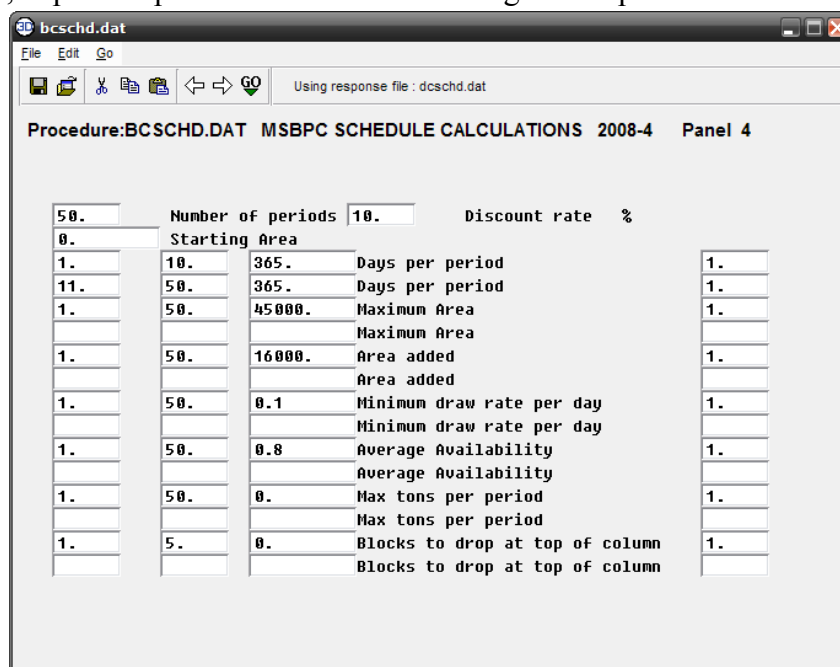 bcschd.dat
File Edit Go
GO Using response file : dcschd.dat
Procedure:BCSCHD.DAT MSBPC SCHEDULE CALCULATIONS 2008-4 Panel 4
50. Number of periods 10. Discount rate %
0. Starting Area
1. 10. 365. Days per period 1.
11. 50. 365. Days per period 1.
1. 50. 45000. Maximum Area 1.
Maximum Area
1. 50. 16000. Area added 1.
Area added
1. 50. 0.1 Minimum draw rate per day 1.
Minimum draw rate per day
1. 50. 0.8 Average Availability 1.
Average Availability
1. 50. 0. Max tons per period 1.
Max tons per period
1. 5. 0. Blocks to drop at top of column 1.
Blocks to drop at top of column